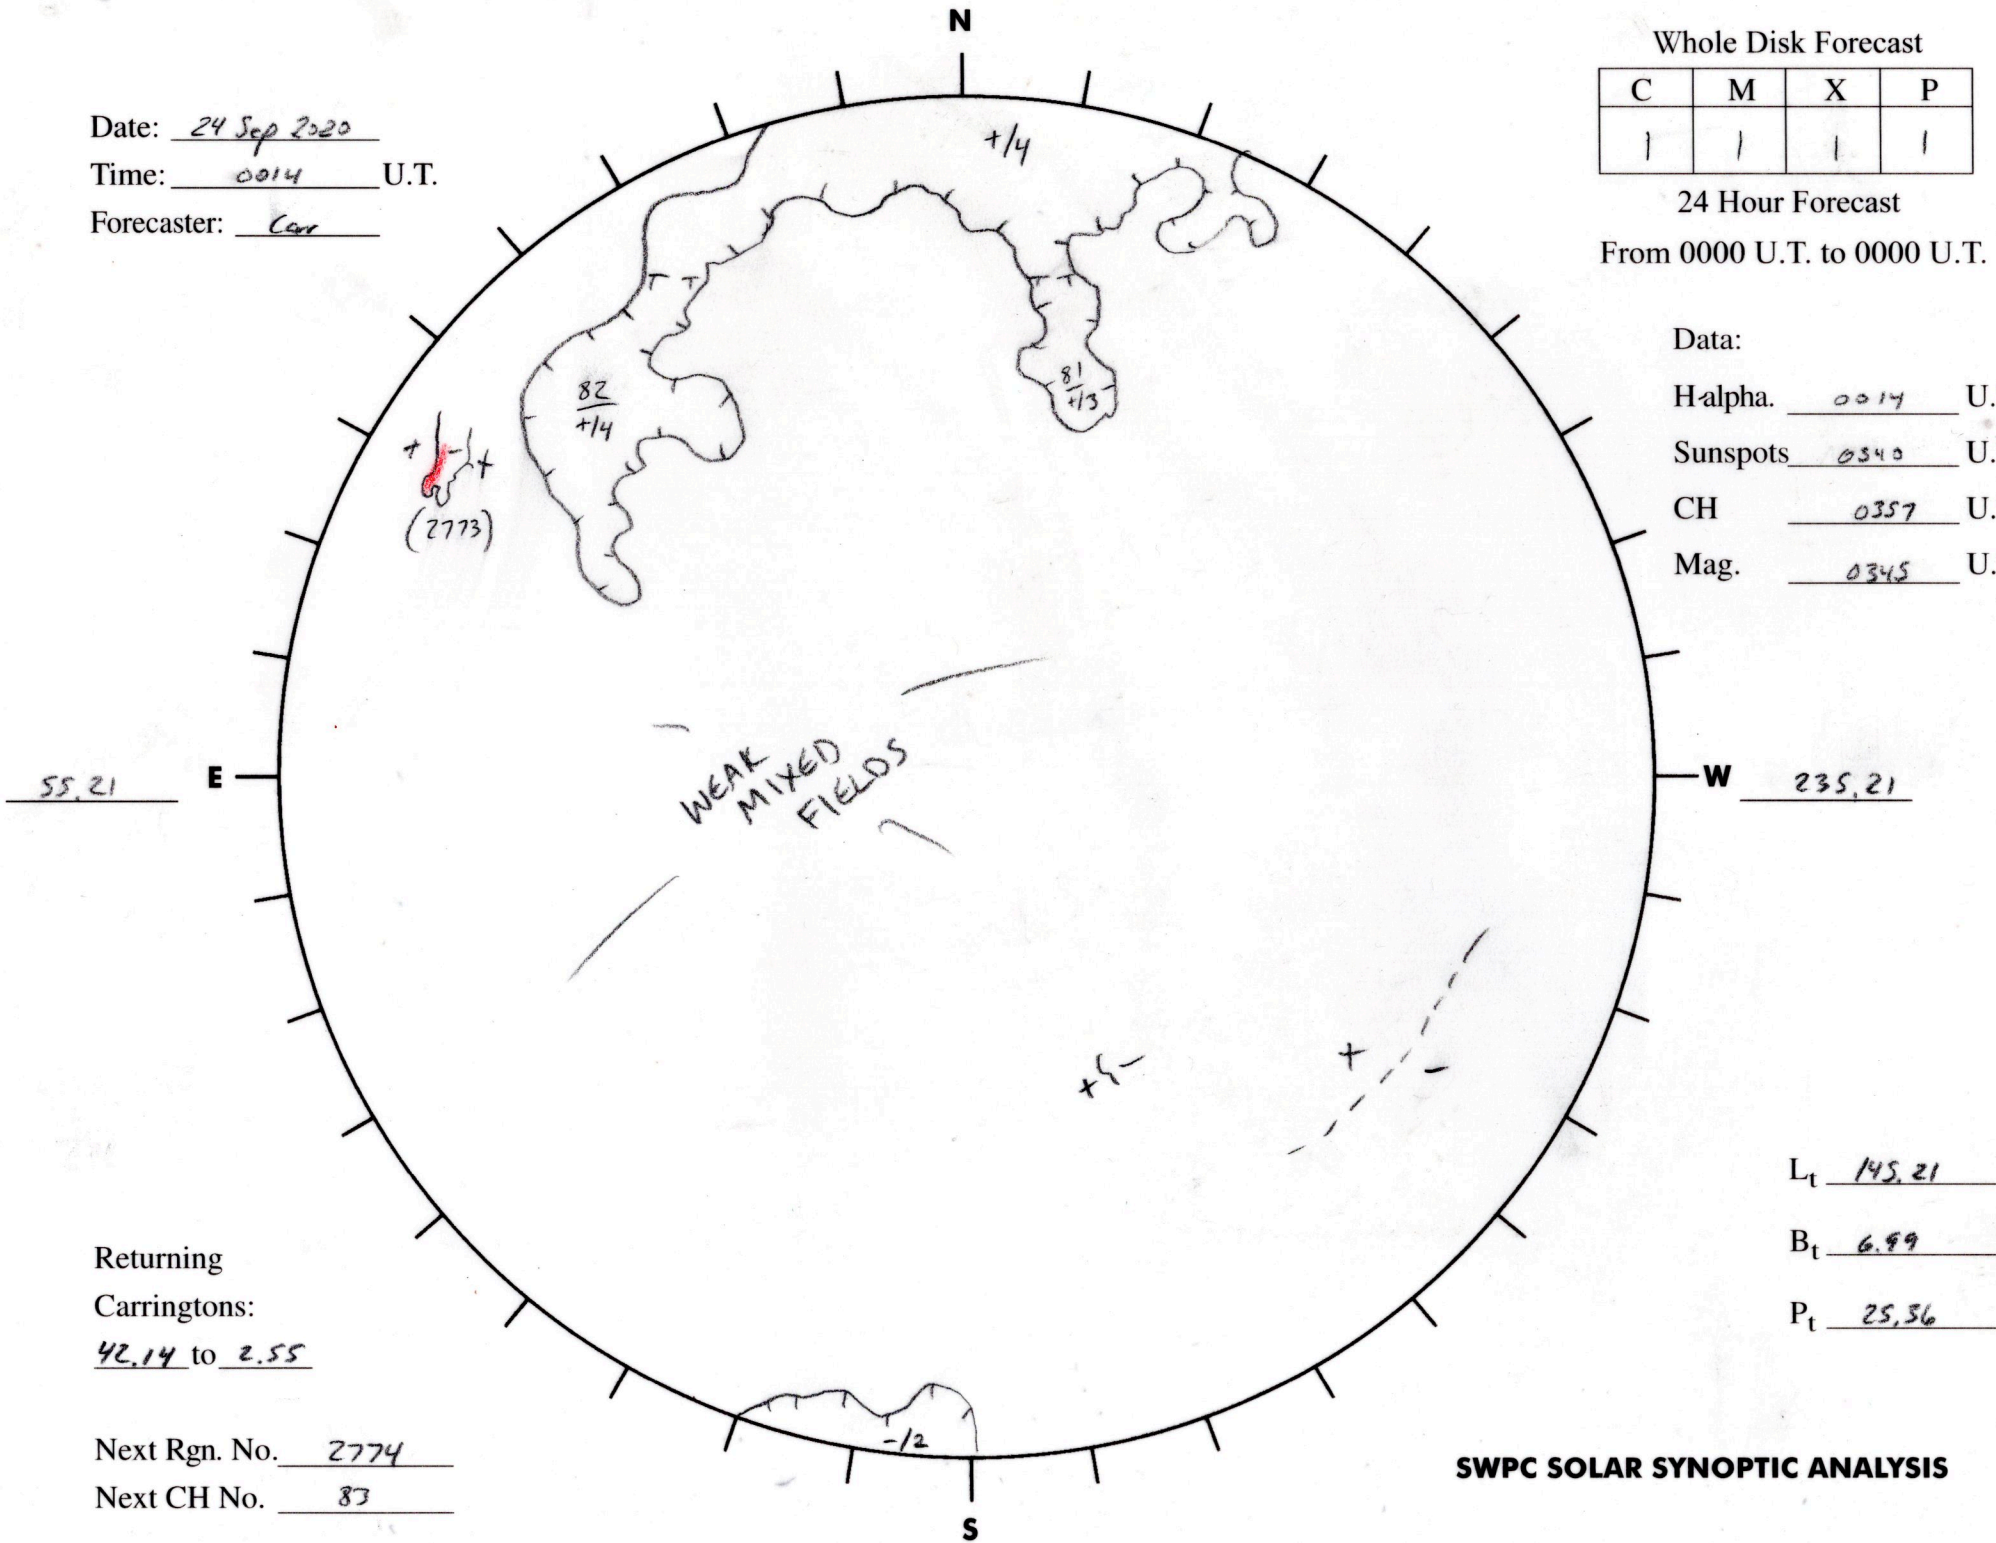 N
Whole Disk Forecast
C M X P
1 1 1 1
24 Hour Forecast
From 0000 U.T. to 0000 U.T.
Date: 24 Sep 2020
Time: 0014 U.T.
Forecaster: Carr
+/4
82
+/4
81
+/3
+ - +
(2773)
Data:
H-alpha. 0014 U.
Sunspots 0340 U.
CH 0357 U.
Mag. 0345 U.
55.21 E
W 235.21
WEAK
MIXED
FIELDS
+ -
+ -
Lt 145.21
Bt 6.99
Pt 25.36
Returning
Carringtons:
42.14 to 2.55
Next Rgn. No. 2774
Next CH No. 83
-/2
S
SWPC SOLAR SYNOPTIC ANALYSIS